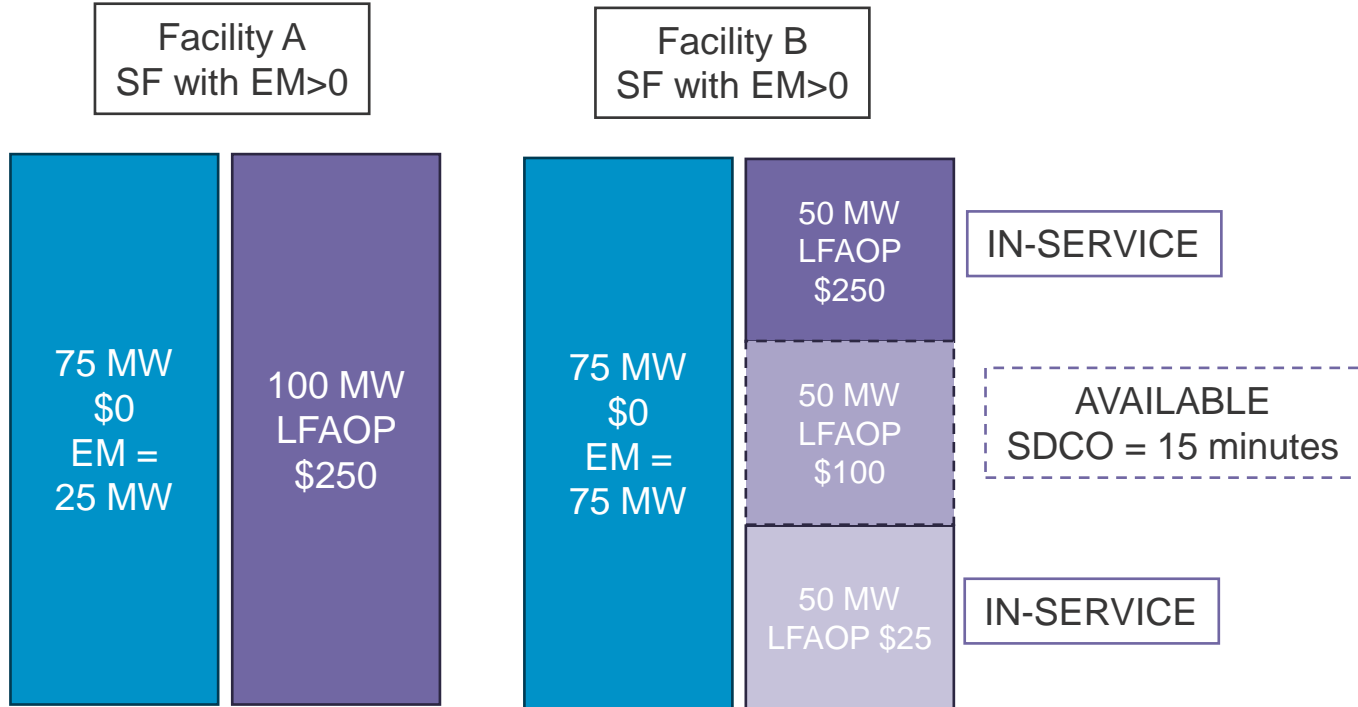 Facility A
SF with EM>0
Facility B
SF with EM>0
75 MW
$0
EM =
25 MW
100 MW
LFAOP
$250
75 MW
$0
EM =
75 MW
50 MW
LFAOP
$250
IN-SERVICE
50 MW
LFAOP
$100
AVAILABLE
SDCO = 15 minutes
50 MW
LFAOP $25
IN-SERVICE